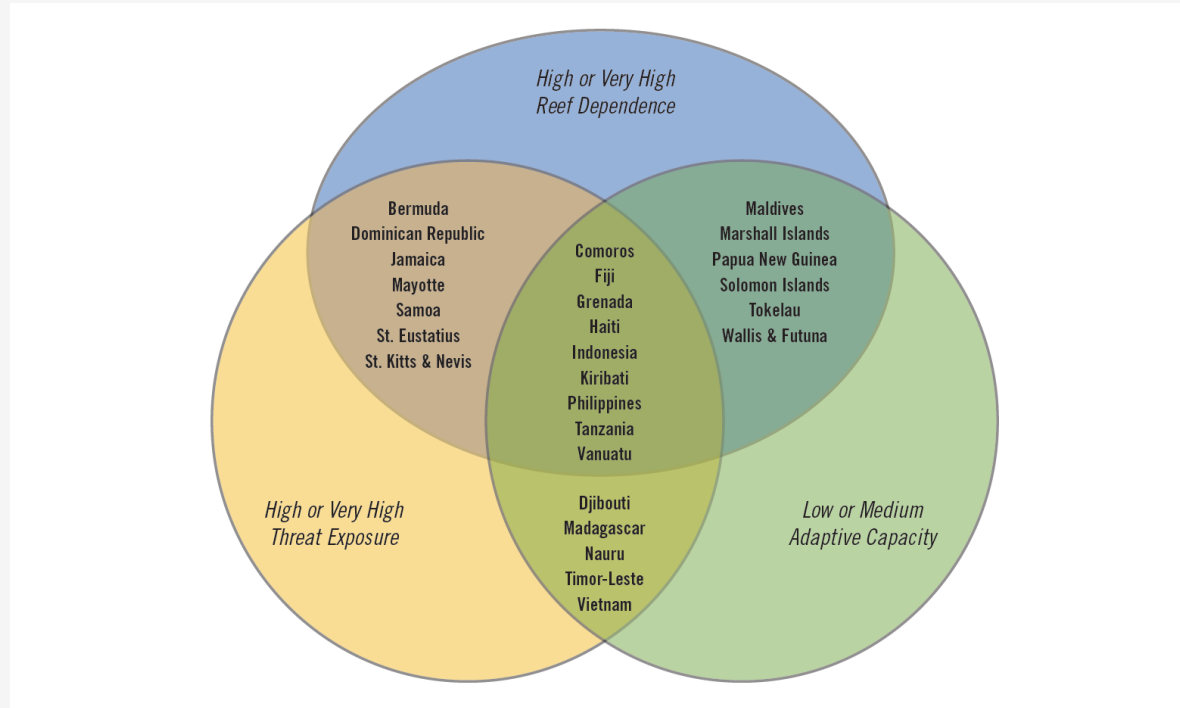 High or Very High
Reef Dependence
Bermuda
Dominican Republic
Jamaica
Mayotte
Samoa
St. Eustatius
St. Kitts & Nevis
Comoros
Fiji
Grenada
Haiti
Indonesia
Kiribati
Philippines
Tanzania
Vanuatu
Maldives
Marshall Islands
Papua New Guinea
Solomon Islands
Tokelau
Wallis & Futuna
High or Very High
Threat Exposure
Djibouti
Madagascar
Nauru
Timor-Leste
Vietnam
Low or Medium
Adaptive Capacity